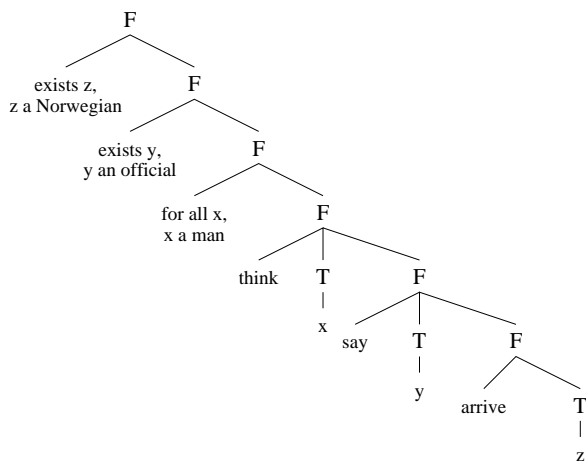 F
exists z,
z a Norwegian
F
exists y,
y an official
F
for all x,
x a man
F
think
T
F
x
say
T
F
y
arrive
T
z